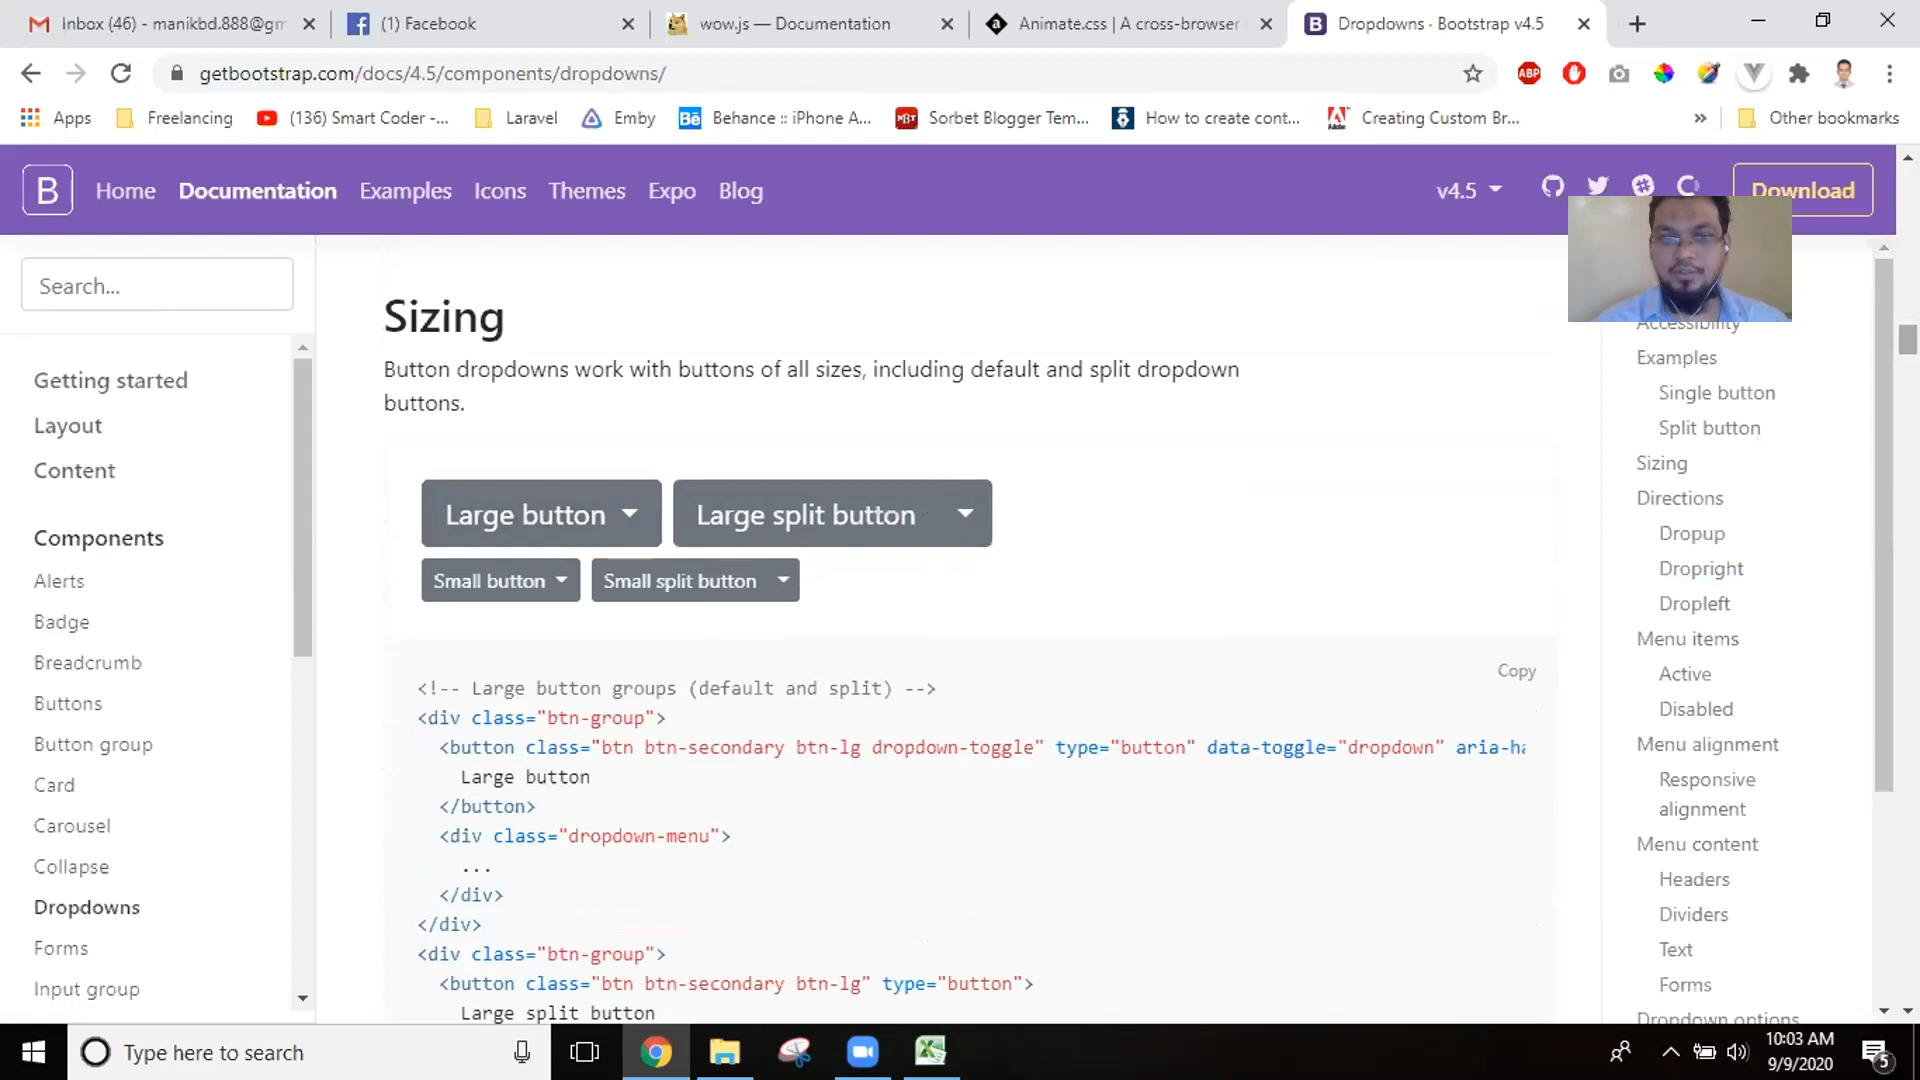 Inbox (46) - manikbd.888@gm
(1) Facebook
wow.js — Documentation
Animate.css | A cross-browser
Dropdowns · Bootstrap v4.5
getbootstrap.com/docs/4.5/components/dropdowns/
ABP
Apps
Freelancing
(136) Smart Coder -...
Laravel
Emby
Behance :: iPhone A...
Sorbet Blogger Tem...
How to create cont...
Creating Custom Br...
»
Other bookmarks
B
Home
Documentation
Examples
Icons
Themes
Expo
Blog
v4.5
Download
Search...
Getting started
Layout
Content
Components
Alerts
Badge
Breadcrumb
Buttons
Button group
Card
Carousel
Collapse
Dropdowns
Forms
Input group
Sizing
Button dropdowns work with buttons of all sizes, including default and split dropdown
buttons.
Large button
Large split button
Small button
Small split button
Copy
<!-- Large button groups (default and split) -->
<div class="btn-group">
<button class="btn btn-secondary btn-lg dropdown-toggle" type="button" data-toggle="dropdown" aria-ha
Large button
</button>
<div class="dropdown-menu">
...
</div>
</div>
<div class="btn-group">
<button class="btn btn-secondary btn-lg" type="button">
Large split button
Accessibility
Examples
Single button
Split button
Sizing
Directions
Dropup
Dropright
Dropleft
Menu items
Active
Disabled
Menu alignment
Responsive
alignment
Menu content
Headers
Dividers
Text
Forms
Dropdown options
Type here to search
10:03 AM
9/9/2020
5